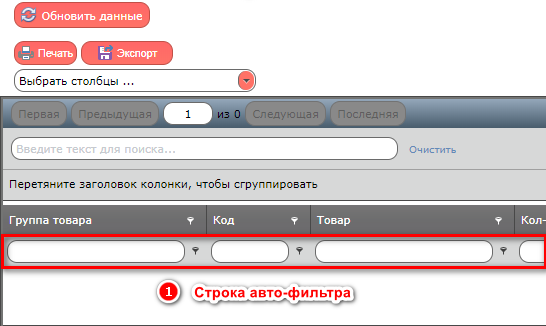 Обновить данные
Печать Экспорт
Выбрать столбцы ...
Первая Предыдущая 1 из 0 Следующая Последняя
Введите текст для поиска... Очистить
Перетяните заголовок колонки, чтобы сгруппировать
Группа товара Код Товар Кол-
1 Строка авто-фильтра